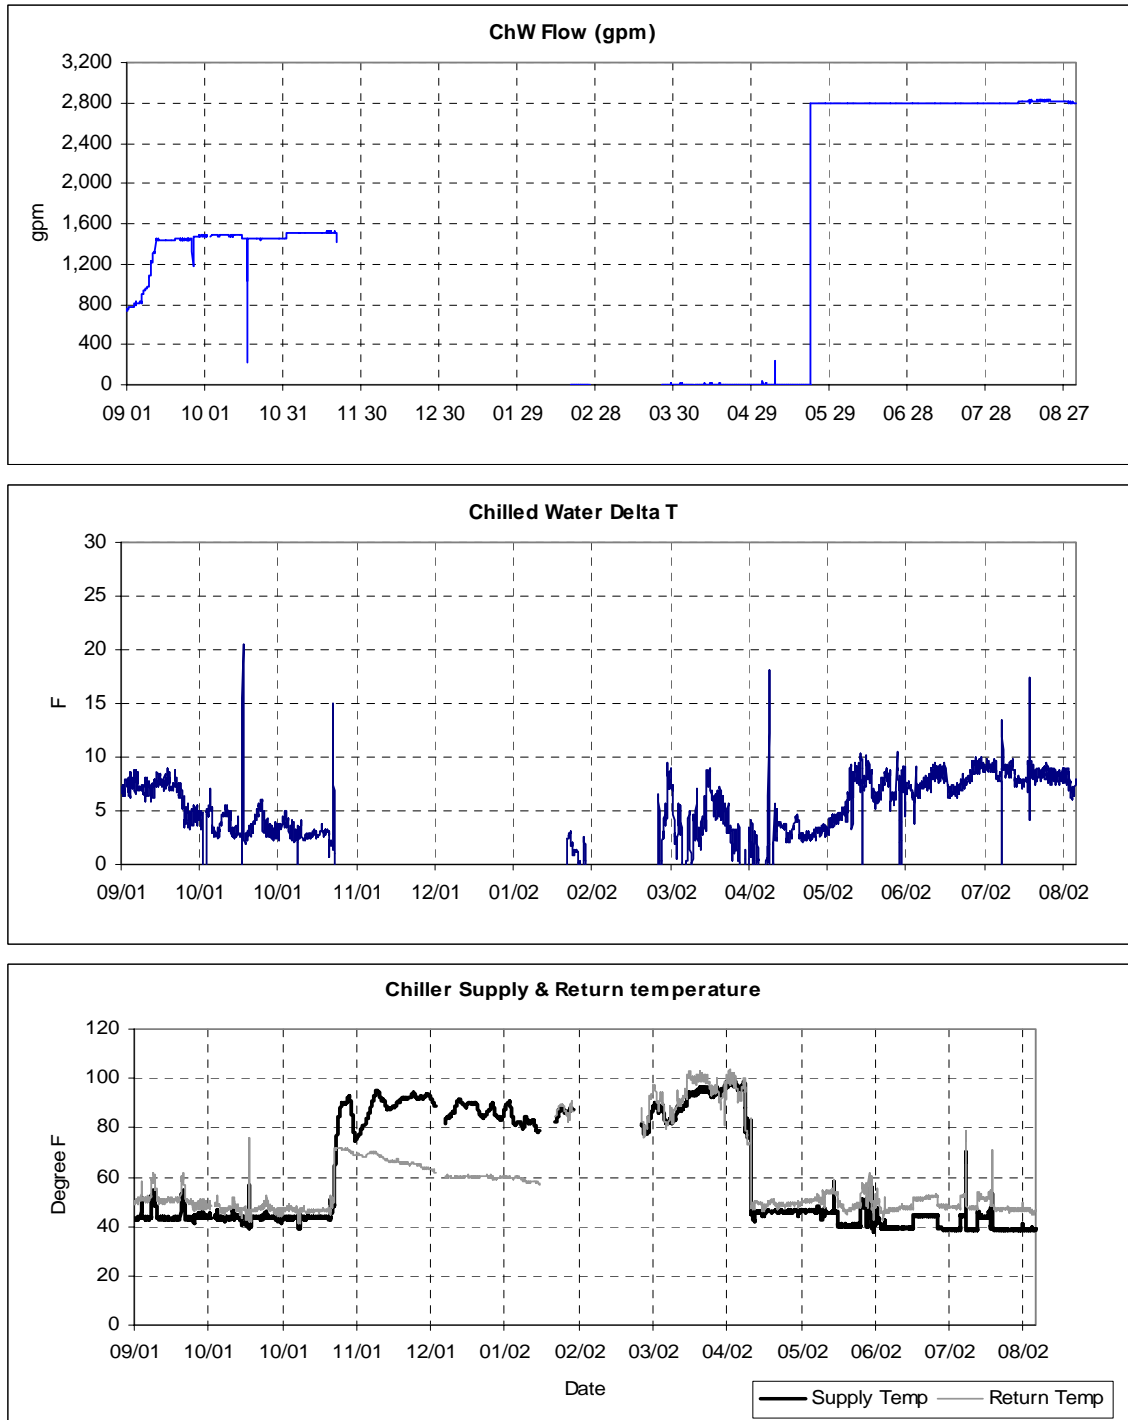 ChW Flow (gpm)
3,200
2,800
2,400
2,000
1,600
1,200
800
400
0
gpm
09 01 10 01 10 31 11 30 12 30 01 29 02 28 03 30 04 29 05 29 06 28 07 28 08 27
Chilled Water Delta T
30
25
20
15
10
5
0
F
09/01 10/01 10/01 11/01 12/01 01/02 02/02 03/02 04/02 05/02 06/02 07/02 08/02
Chiller Supply & Return temperature
120
100
80
60
40
20
0
Degree F
09/01 10/01 10/01 11/01 12/01 01/02 02/02 03/02 04/02 05/02 06/02 07/02 08/02
Date
Supply Temp Return Temp